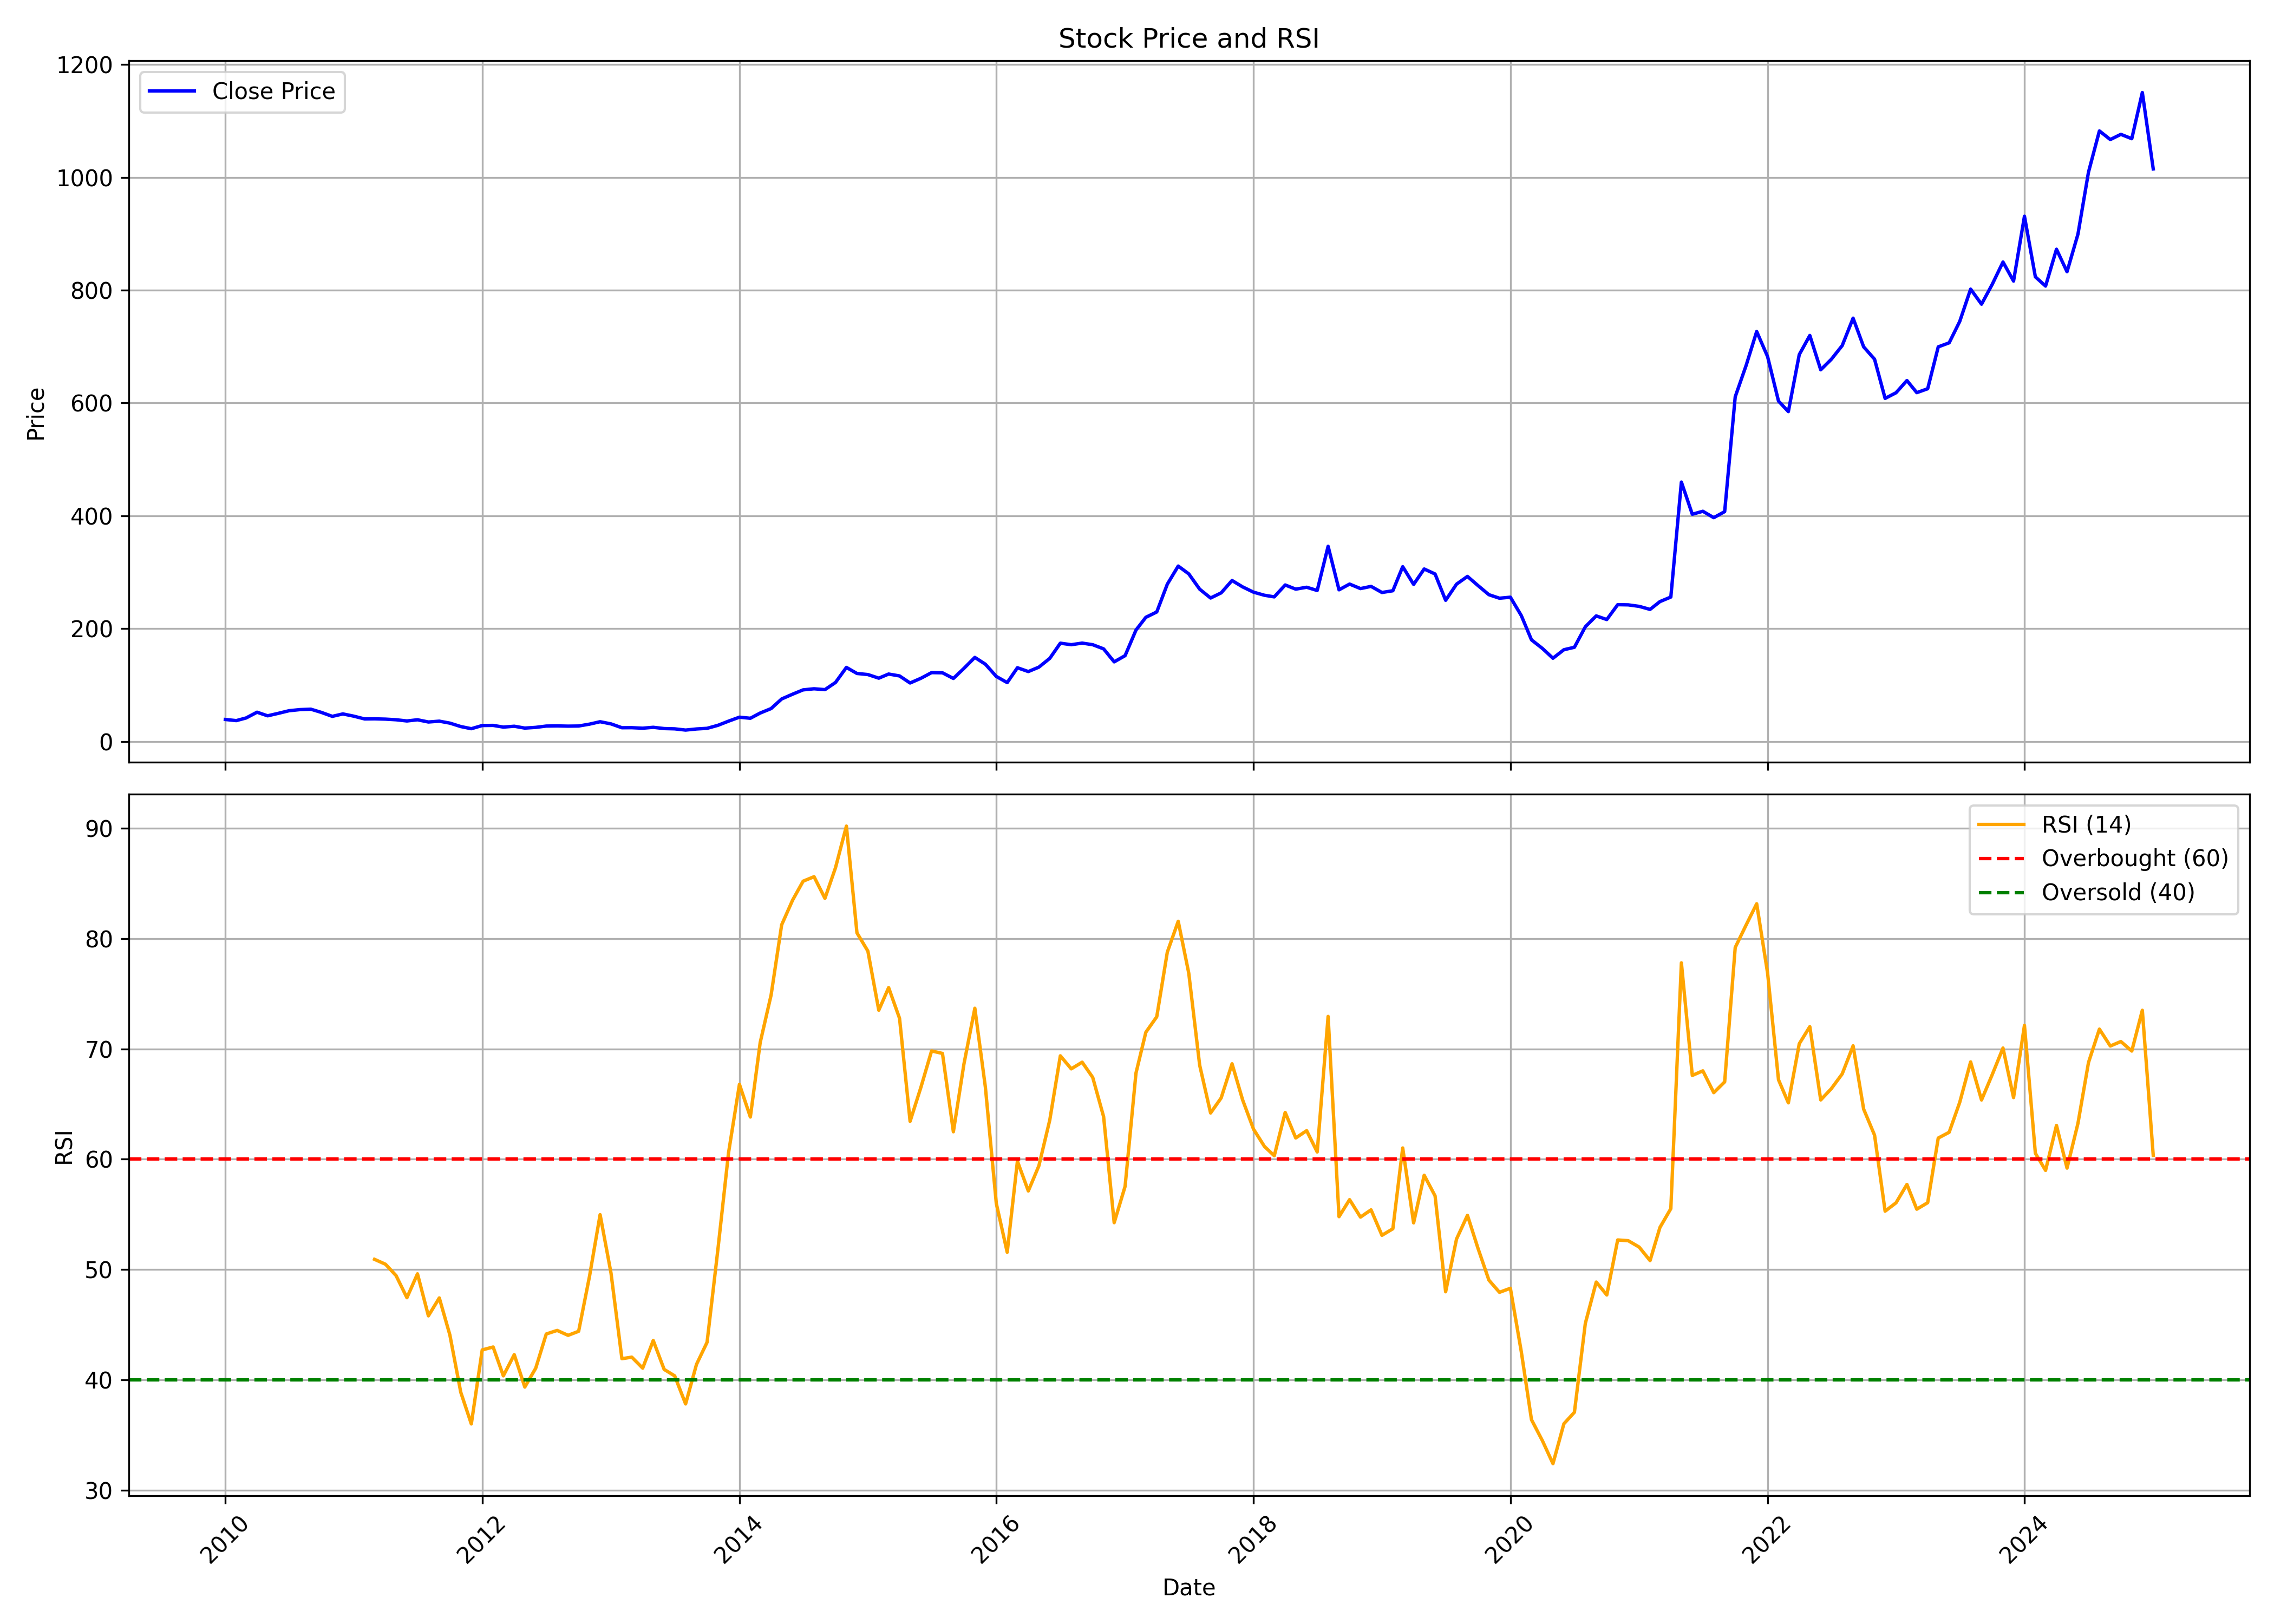 Stock Price and RSI
1200
1000
800
600
400
200
0
Price
Close Price
90
80
70
60
50
40
30
RSI
RSI (14)
Overbought (60)
Oversold (40)
2010
2012
2014
2016
2018
2020
2022
2024
Date